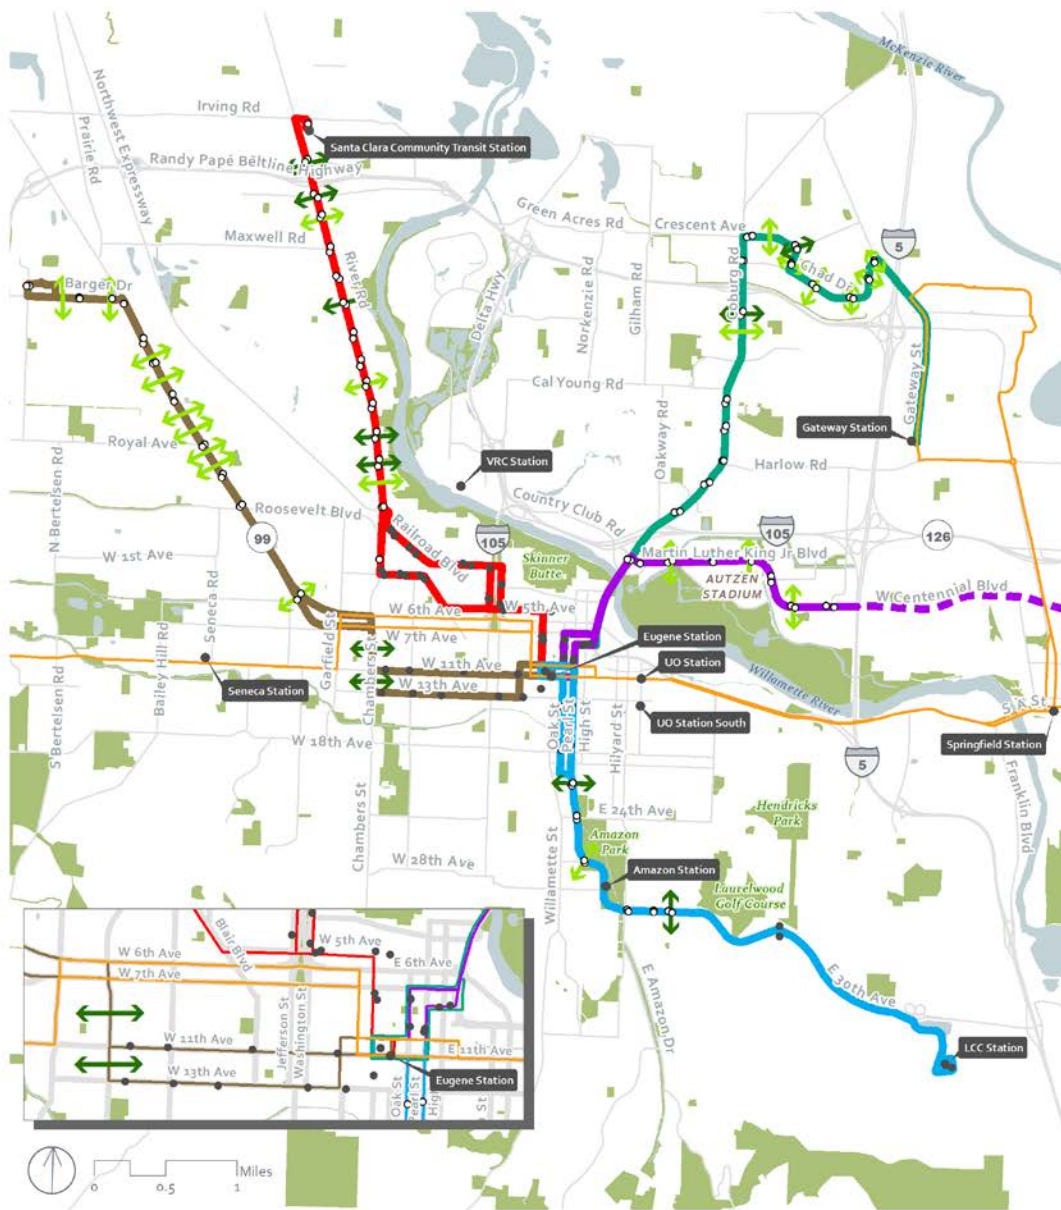 McKenzie River
Northwest Expressway
Prairie Rd
Irving Rd
Santa Clara Community Transit Station
Randy Papé Beltline Highway
Green Acres Rd
Crescent Ave
5
Maxwell Rd
River Rd
Delta Hwy
Norkenzie Rd
Gilham Rd
Coburg Rd
Chad Dr
Barger Dr
Gateway St
Cal Young Rd
Oakway Rd
Gateway Station
Royal Ave
N Bertelsen Rd
VRC Station
Harlow Rd
Roosevelt Blvd
Country Club Rd
99
Railroad Blvd
105
105
126
W 1st Ave
Skinner
Butte
Martin Luther King Jr Blvd
AUTZEN
STADIUM
W Centennial Blvd
Seneca Rd
W 6th Ave
W 5th Ave
W 7th Ave
Eugene Station
Bailey Hill Rd
Garfield St
Chambers St
W 11th Ave
UO Station
Seneca Station
W 13th Ave
Willamette River
S Bertelsen Rd
UO Station South
S A St
W 18th Ave
Oak St
Pearl St
High St
Hilyard St
Springfield Station
5
Franklin Blvd
Chambers St
E 24th Ave
Hendricks
Park
Willamette St
Amazon
Park
W 28th Ave
Amazon Station
Laurelwood
Golf Course
E Amazon Dr
E 30th Ave
LCC Station
Blair Blvd
W 5th Ave
W 6th Ave
E 6th Ave
W 7th Ave
Jefferson St
Washington St
W 11th Ave
E 11th Ave
W 13th Ave
Eugene Station
Oak St
Pearl St
High
St
Miles
0 0.5 1